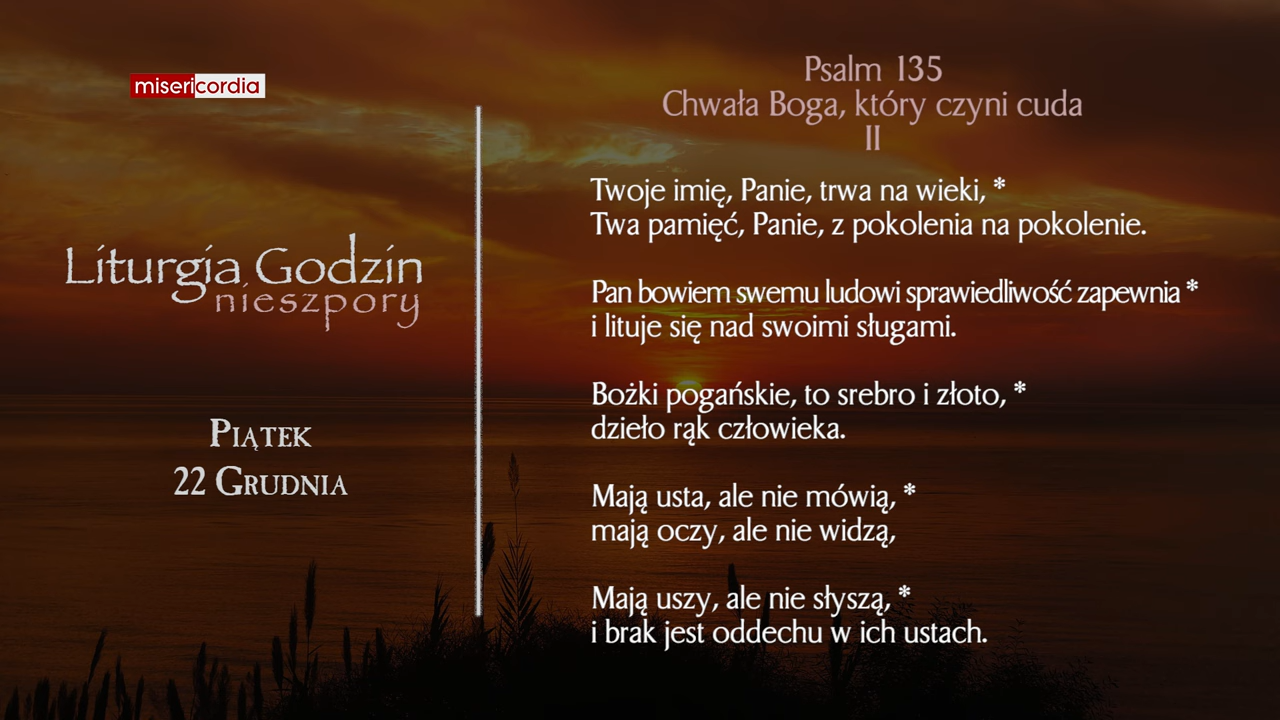 misericordia
Liturgia Godzin
nieszpory
Piątek
22 Grudnia
Psalm 135
Chwała Boga, który czyni cuda
II
Twoje imię, Panie, trwa na wieki, *
Twa pamięć, Panie, z pokolenia na pokolenie.
Pan bowiem swemu ludowi sprawiedliwość zapewnia *
i lituje się nad swoimi sługami.
Bożki pogańskie, to srebro i złoto, *
dzieło rąk człowieka.
Mają usta, ale nie mówią, *
mają oczy, ale nie widzą,
Mają uszy, ale nie słyszą, *
i brak jest oddechu w ich ustach.